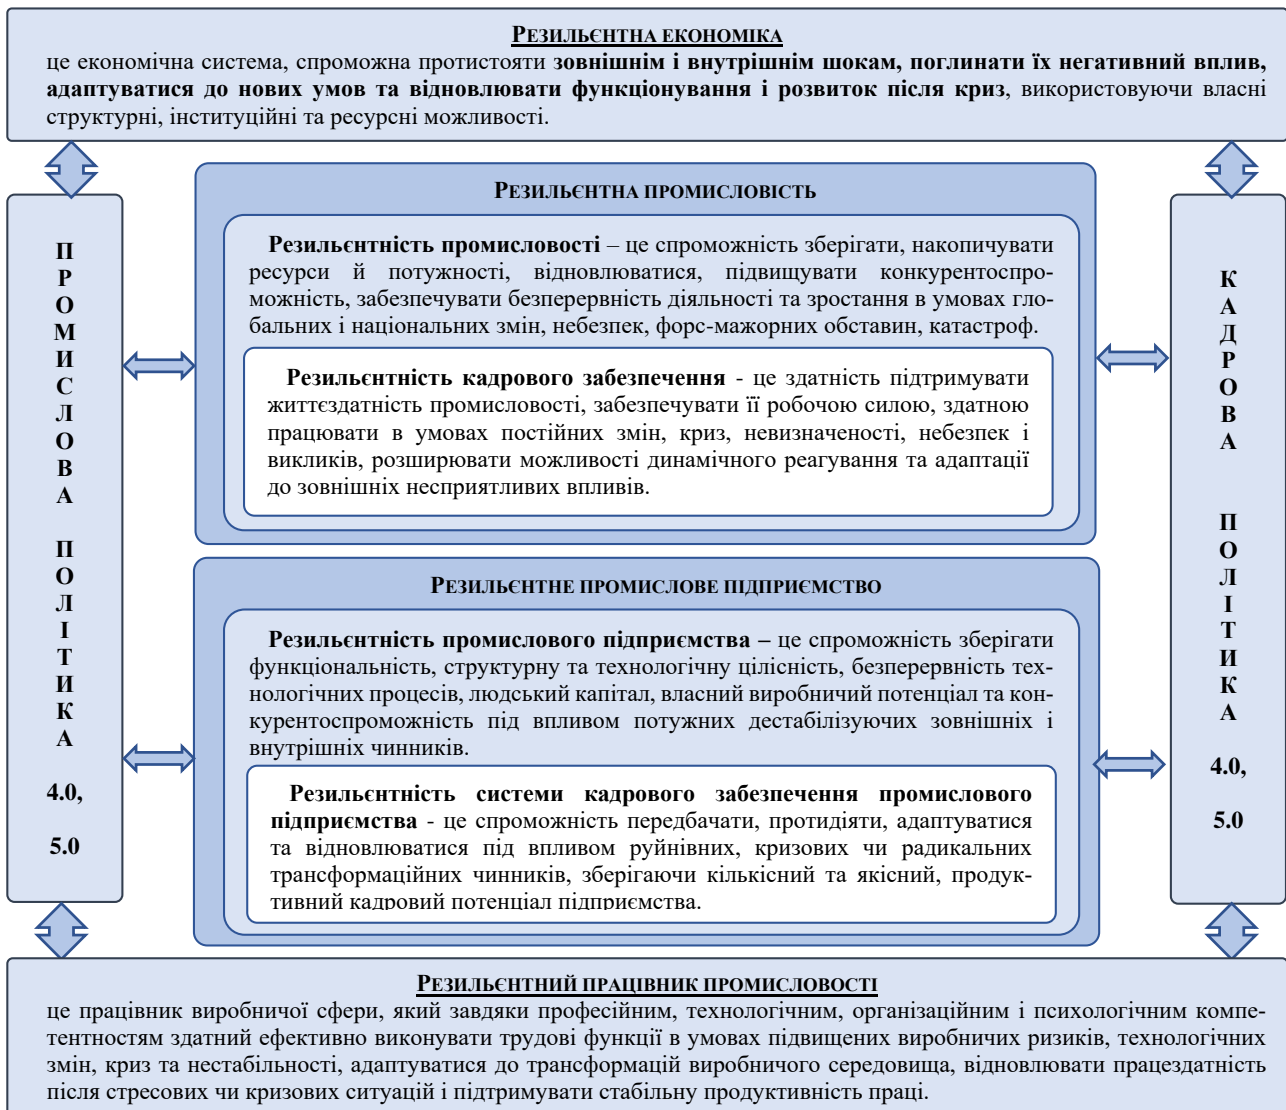 РЕЗИЛЬЄНТНА ЕКОНОМІКА
це економічна система, спроможна протистояти зовнішнім і внутрішнім шокам, поглинати їх негативний вплив,
адаптуватися до нових умов та відновлювати функціонування і розвиток після криз, використовуючи власні
структурні, інституційні та ресурсні можливості.
ПРОМИСЛОВА ПОЛІТИКА 4.0, 5.0
РЕЗИЛЬЄНТНА ПРОМИСЛОВІСТЬ
Резильєнтність промисловості – це спроможність зберігати, накопичувати
ресурси й потужності, відновлюватися, підвищувати конкурентоспро-
можність, забезпечувати безперервність діяльності та зростання в умовах гло-
бальних і національних змін, небезпек, форс-мажорних обставин, катастроф.
Резильєнтність кадрового забезпечення - це здатність підтримувати
життєздатність промисловості, забезпечувати її робочою силою, здатною
працювати в умовах постійних змін, криз, невизначеності, небезпек і
викликів, розширювати можливості динамічного реагування та адаптації
до зовнішніх несприятливих впливів.
РЕЗИЛЬЄНТНЕ ПРОМИСЛОВЕ ПІДПРИЄМСТВО
Резильєнтність промислового підприємства – це спроможність зберігати
функціональність, структурну та технологічну цілісність, безперервність тех-
нологічних процесів, людський капітал, власний виробничий потенціал та кон-
курентоспроможність під впливом потужних дестабілізуючих зовнішніх і
внутрішніх чинників.
Резильєнтність системи кадрового забезпечення промислового
підприємства - це спроможність передбачати, протидіяти, адаптуватися
та відновлюватися під впливом руйнівних, кризових чи радикальних
трансформаційних чинників, зберігаючи кількісний та якісний, продук-
тивний кадровий потенціал підприємства.
КАДРОВА ПОЛІТИКА 4.0, 5.0
РЕЗИЛЬЄНТНИЙ ПРАЦІВНИК ПРОМИСЛОВОСТІ
це працівник виробничої сфери, який завдяки професійним, технологічним, організаційним і психологічним компе-
тентностям здатний ефективно виконувати трудові функції в умовах підвищених виробничих ризиків, технологічних
змін, криз та нестабільності, адаптуватися до трансформацій виробничого середовища, відновлювати працездатність
після стресових чи кризових ситуацій і підтримувати стабільну продуктивність праці.